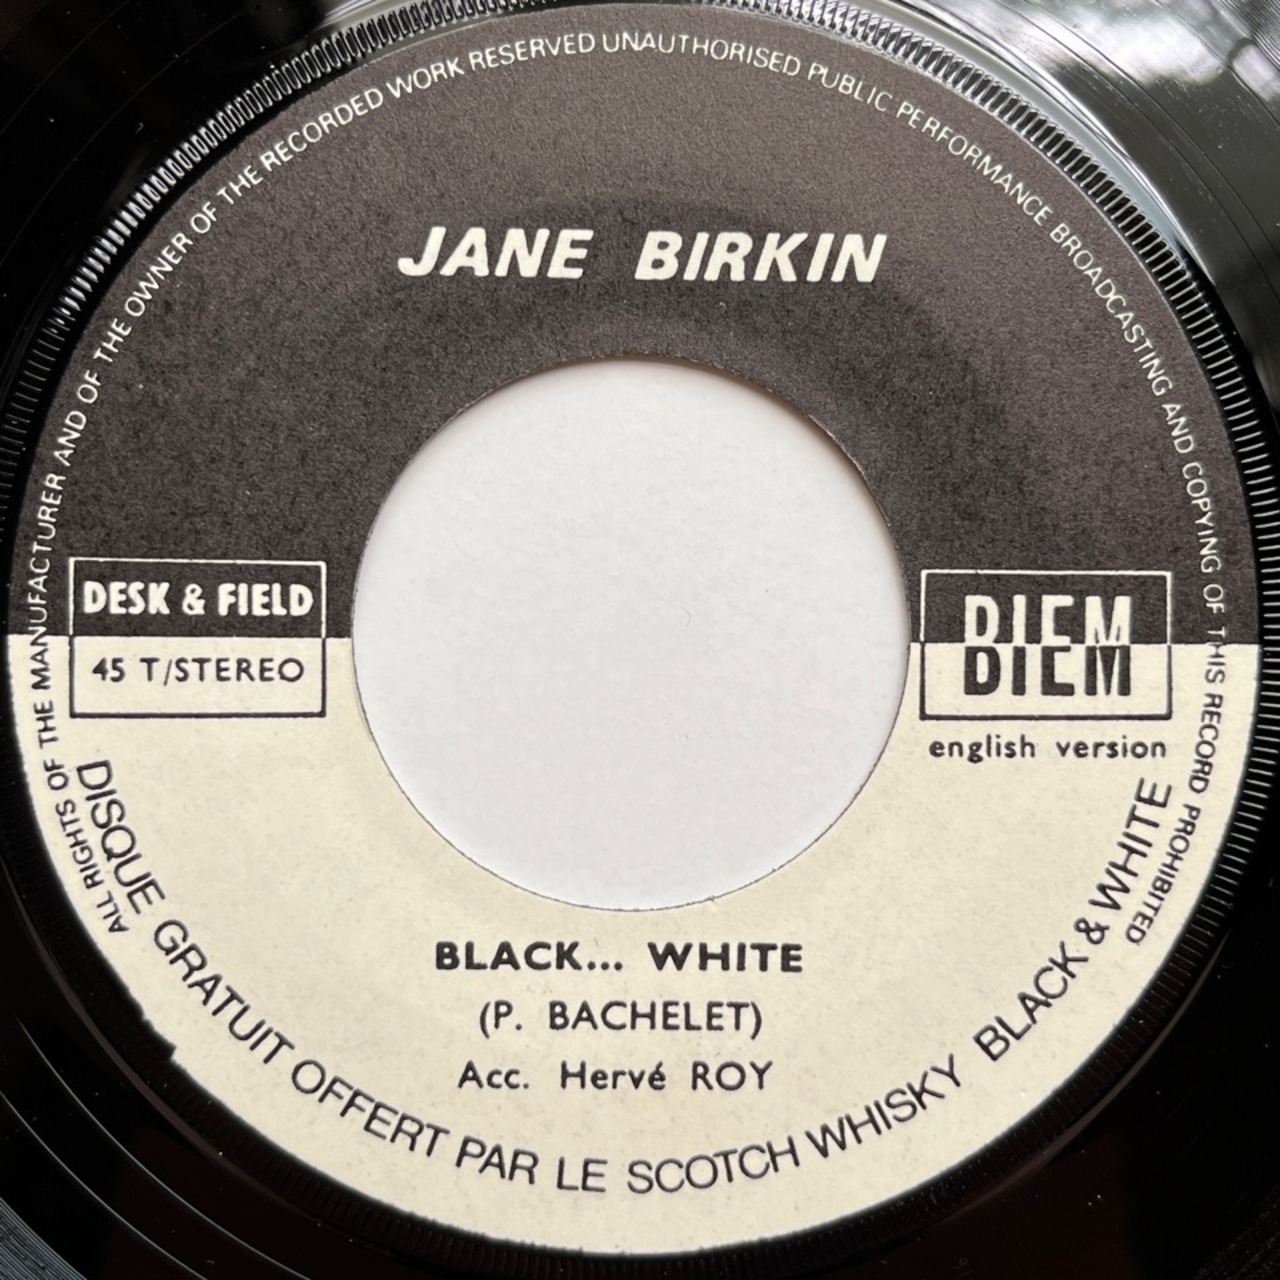 ALL RIGHTS OF THE MANUFACTURER AND OF THE OWNER OF THE RECORDED WORK RESERVED UNAUTHORISED PUBLIC PERFORMANCE BROADCASTING AND COPYING OF THIS RECORD PROHIBITED
JANE BIRKIN
DESK & FIELD
45 T/STEREO
BIEM
BIEM
english version
BLACK... WHITE
(P. BACHELET)
Acc. Hervé ROY
DISQUE GRATUIT OFFERT PAR LE SCOTCH WHISKY BLACK & WHITE